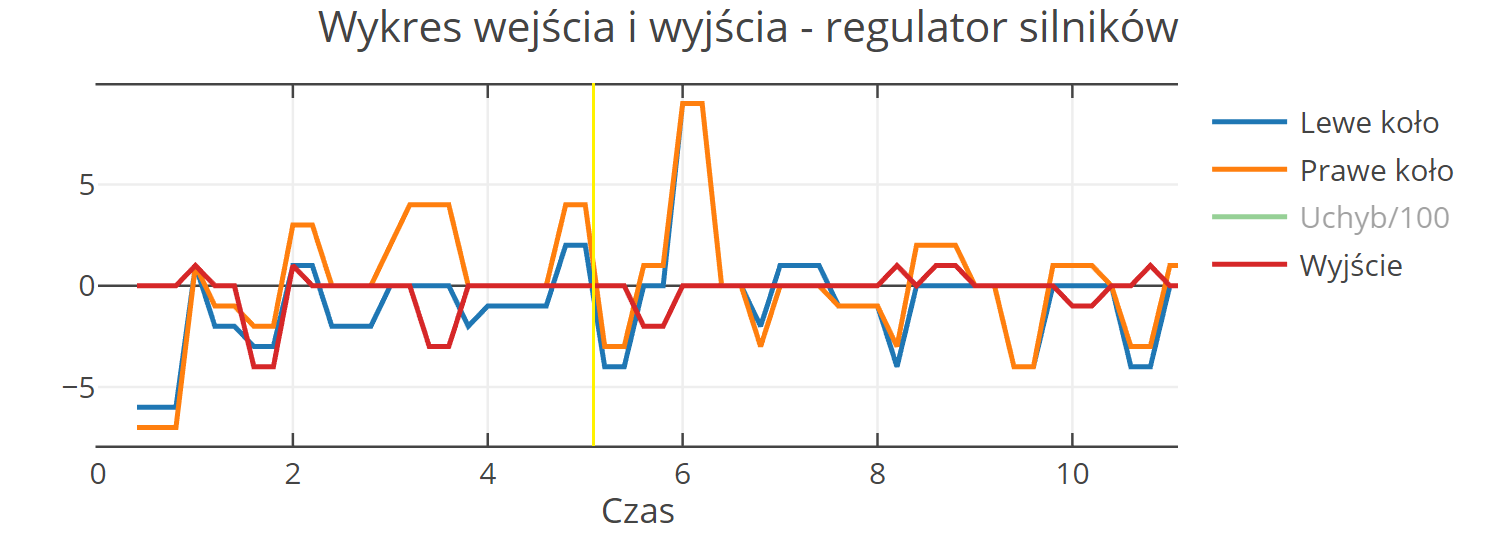 Wykres wejścia i wyjścia - regulator silników
5
0
−5
0
2
4
6
8
10
Czas
Lewe koło
Prawe koło
Uchyb/100
Wyjście